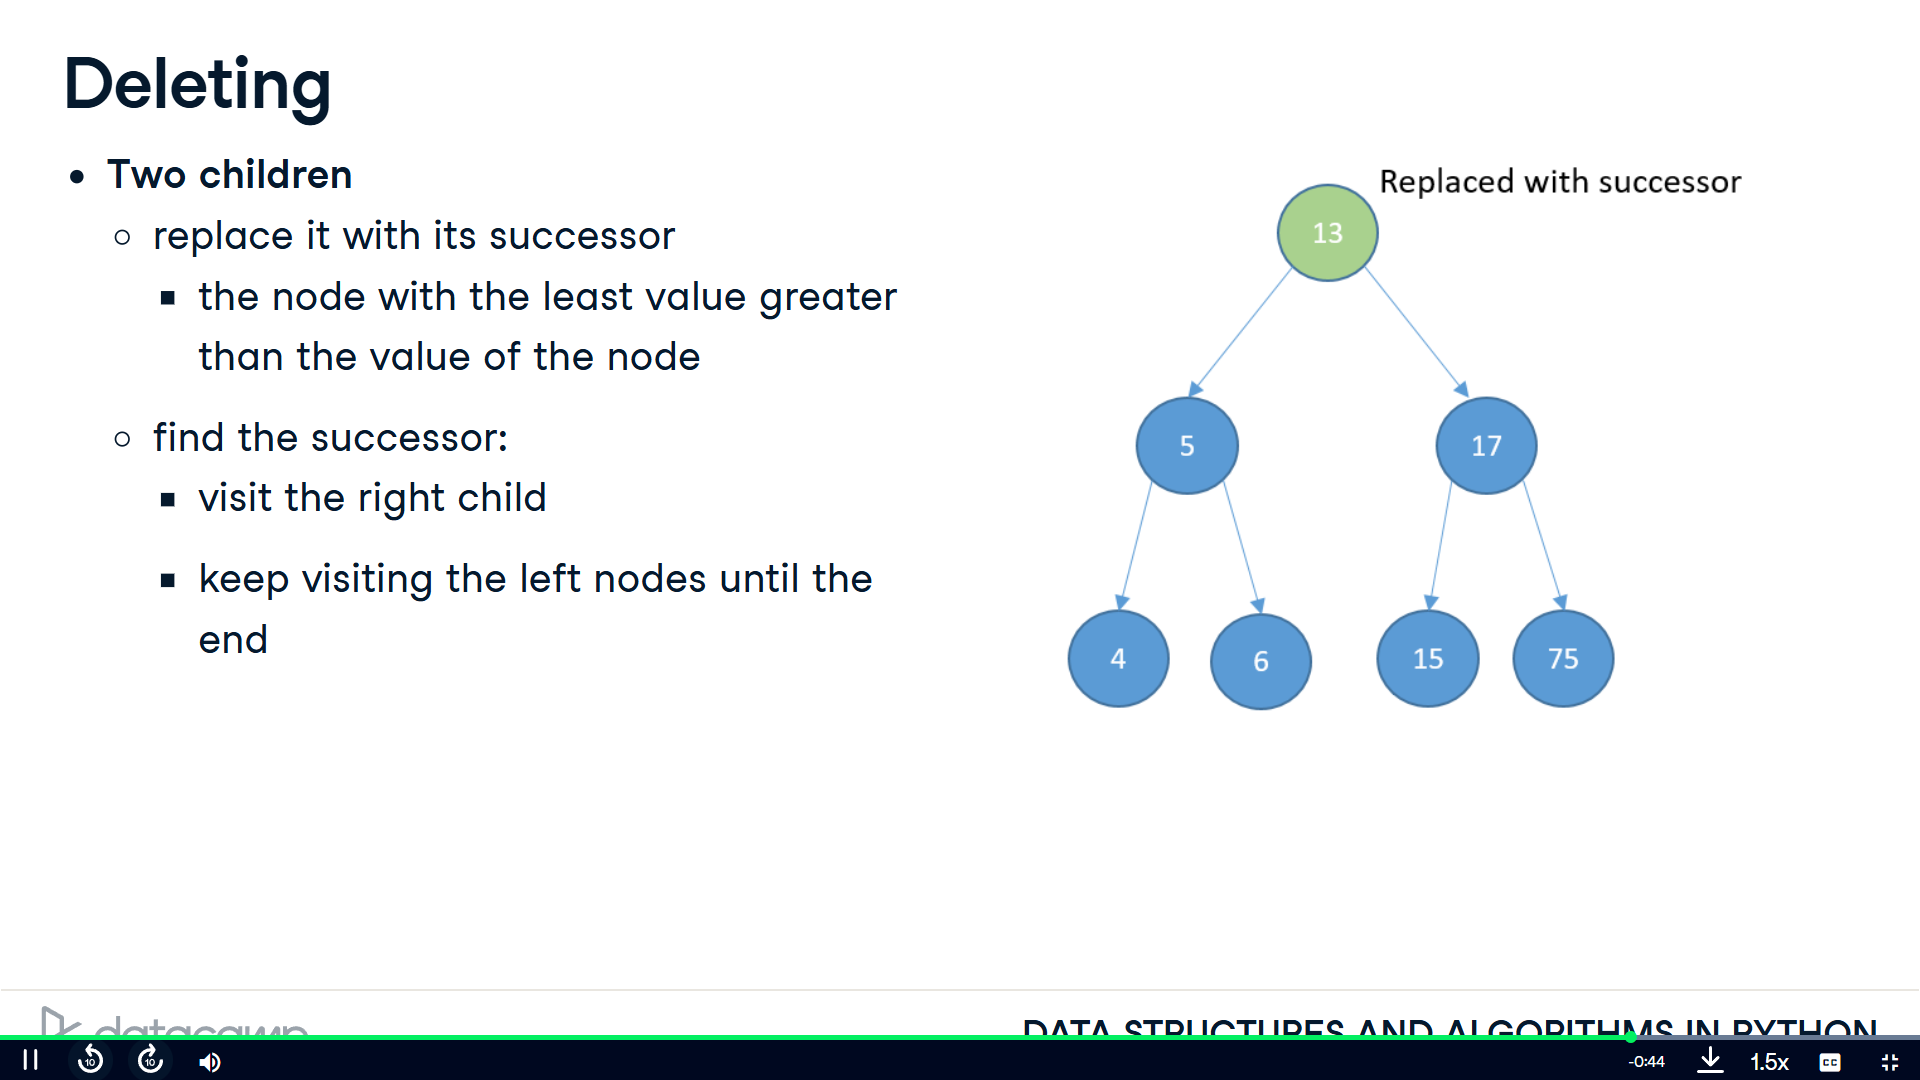 Deleting
Two children
replace it with its successor
the node with the least value greater
than the value of the node
find the successor:
visit the right child
keep visiting the left nodes until the
end
Replaced with successor
13
5
17
4
6
15
75
datacamp
DATA STRUCTURES AND ALGORITHMS IN PYTHON
10
10
-0:44
1.5x
CC